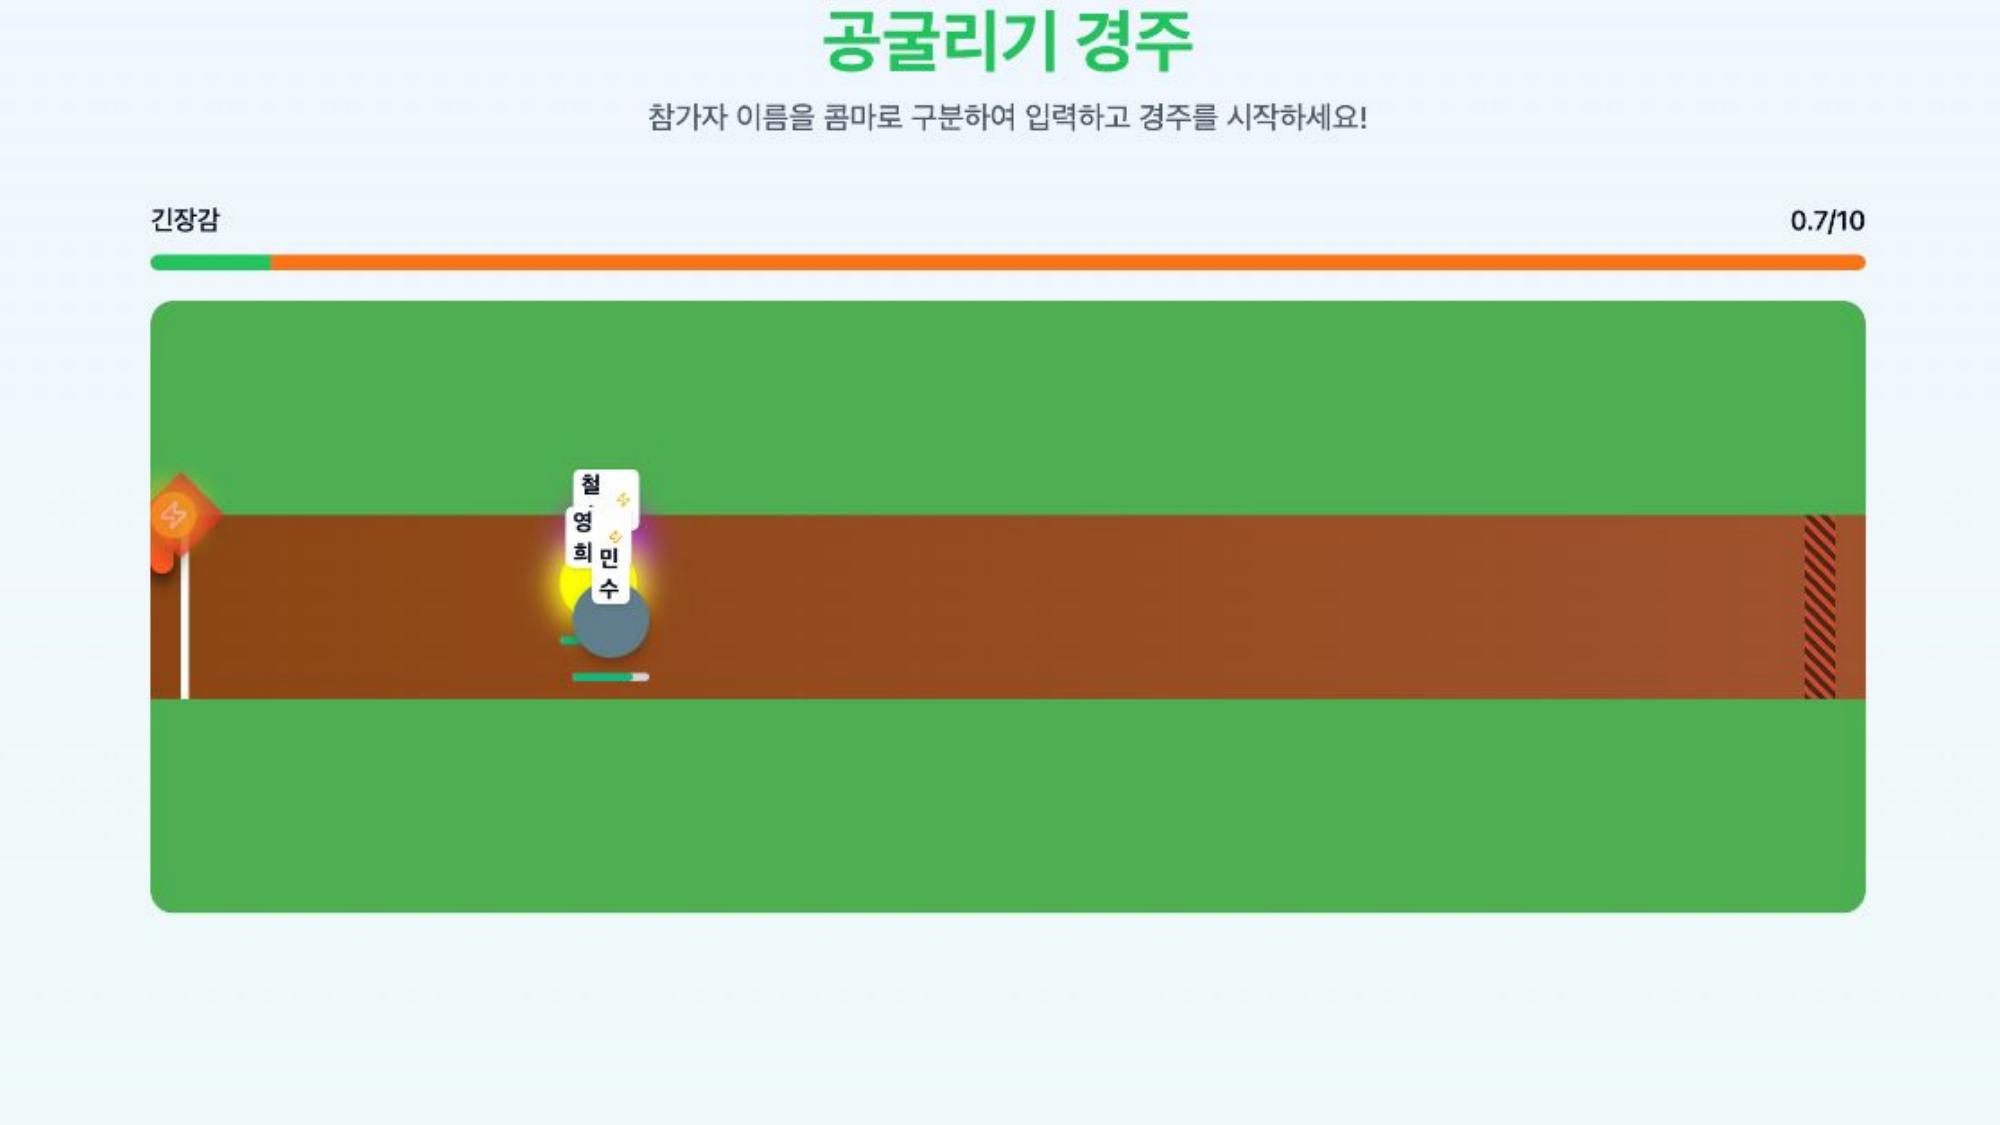 공굴리기 경주
참가자 이름을 콤마로 구분하여 입력하고 경주를 시작하세요!
긴장감
0.7/10
철
영
희
민
수